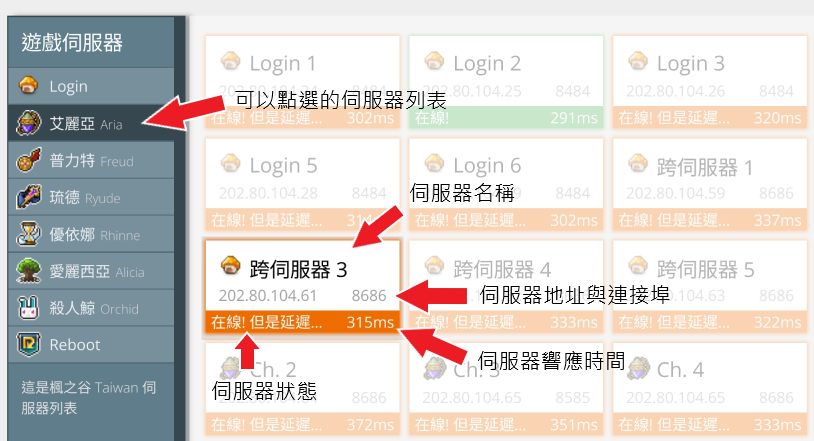 遊戲伺服器
Login
艾麗亞 Aria
普力特 Freud
琉德 Ryude
優依娜 Rhinne
愛麗西亞 Alicia
殺人鯨 Orchid
Reboot
這是楓之谷 Taiwan 伺
服器列表
可以點選的伺服器列表
Login 1
8484
在線! 但是延遲... 302ms
Login 2
202.80.104.25 8484
在線! 291ms
Login 3
202.80.104.26 8484
在線! 但是延遲... 320ms
Login 5
202.80.104.28 8484
在線! 但是延遲...
Login 6
8484
在線! 但是延遲... 302ms
跨伺服器 1
202.80.104.59 8686
在線! 但是延遲... 337ms
伺服器名稱
跨伺服器 3
202.80.104.61 8686
在線! 但是延遲... 315ms
跨伺服器 4
在線! 但是延遲... 333ms
跨伺服器 5
8686
在線! 但是延遲... 322ms
伺服器地址與連接埠
伺服器響應時間
伺服器狀態
Ch. 2
8686
在線! 但是延遲... 372ms
Ch. 3
202.80.104.65 8585
在線! 但是延遲... 351ms
Ch. 4
202.80.104.65 8686
在線! 但是延遲... 333ms